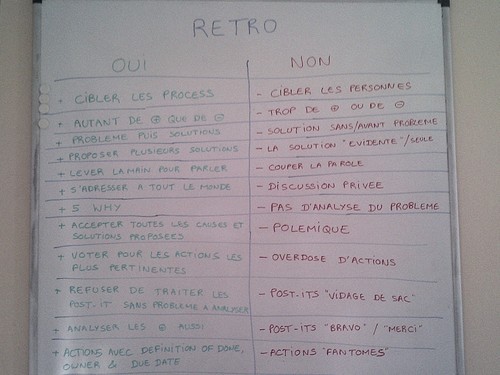 RETRO
OUI
NON
+ CIBLER LES PROCESS
- CIBLER LES PERSONNES
+ AUTANT DE ⊕ QUE DE ⊖
- TROP DE ⊕ OU DE ⊖
+ PROBLEME PUIS SOLUTIONS
- SOLUTION SANS/AVANT PROBLEME
+ PROPOSER PLUSIEURS SOLUTIONS
- LA SOLUTION "EVIDENTE"/SEULE
+ LEVER LA MAIN POUR PARLER
- COUPER LA PAROLE
+ S'ADRESSER A TOUT LE MONDE
- DISCUSSION PRIVEE
+ 5 WHY
- PAS D'ANALYSE DU PROBLEME
+ ACCEPTER TOUTES LES CAUSES ET
SOLUTIONS PROPOSEES
- POLEMIQUE
+ VOTER POUR LES ACTIONS LES
PLUS PERTINENTES
- OVERDOSE D'ACTIONS
+ REFUSER DE TRAITER LES
POST-IT SANS PROBLEME A ANALYSER
- POST-ITS "VIDAGE DE SAC"
+ ANALYSER LES ⊕ AUSSI
- POST-ITS "BRAVO" / "MERCI"
+ ACTIONS AVEC DEFINITION OF DONE,
OWNER & DUE DATE
- ACTIONS "FANTOMES"